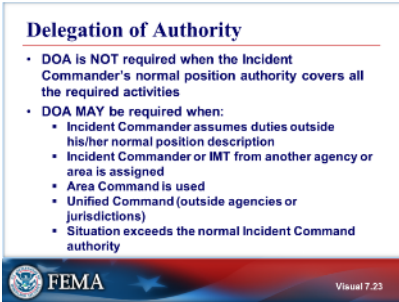 Delegation of Authority
• DOA is NOT required when the Incident
Commander's normal position authority covers all
the required activities
• DOA MAY be required when:
▪ Incident Commander assumes duties outside
his/her normal position description
▪ Incident Commander or IMT from another agency or
area is assigned
▪ Area Command is used
▪ Unified Command (outside agencies or
jurisdictions)
▪ Situation exceeds the normal Incident Command
authority
FEMA
Visual 7.23